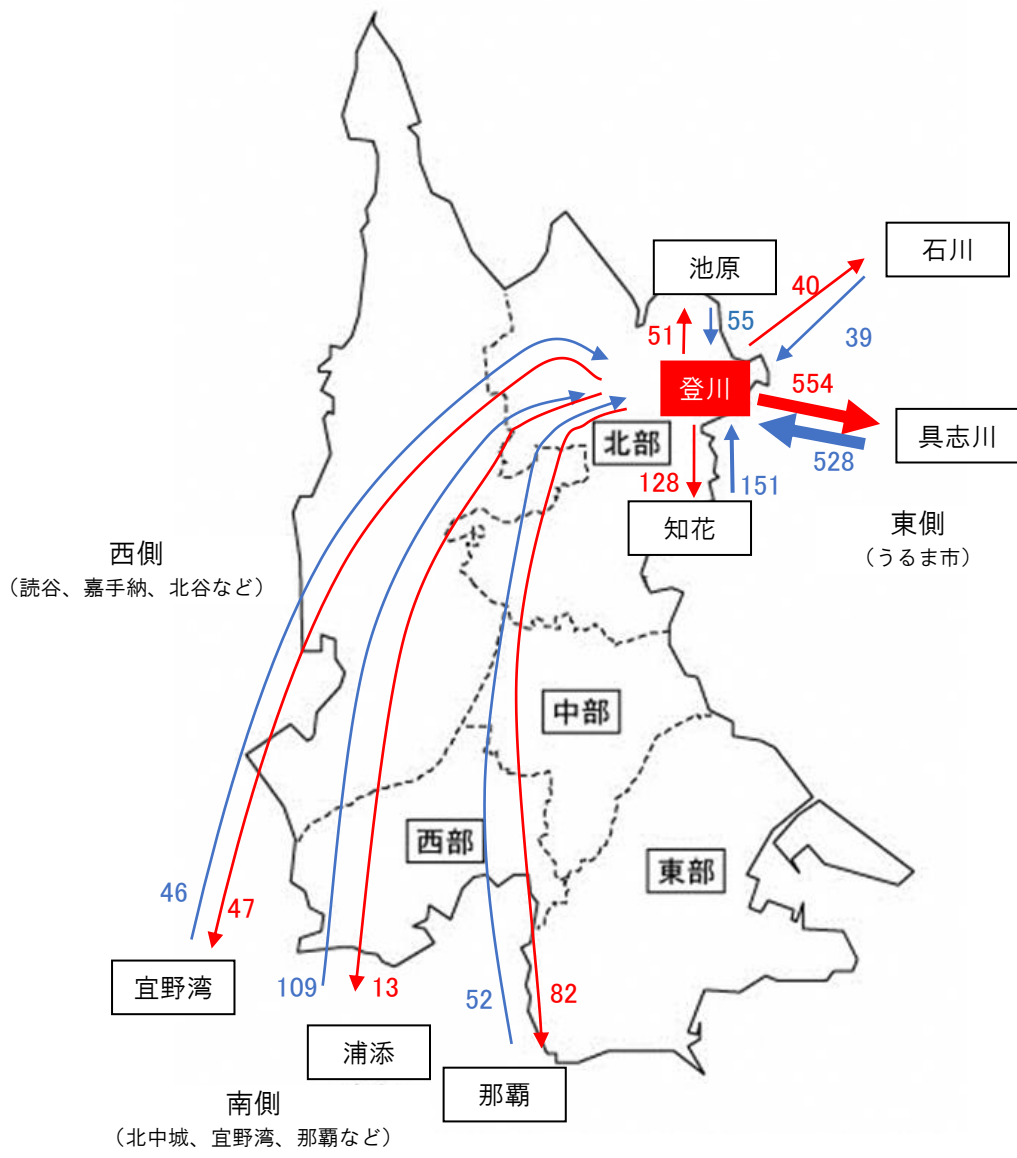 石川
池原
40
51
55
39
登川
554
具志川
528
北部
128
151
知花
東側
(うるま市)
西側
(読谷、嘉手納、北谷など)
中部
西部
東部
46
47
宜野湾
109
13
52
82
浦添
那覇
南側
(北中城、宜野湾、那覇など)